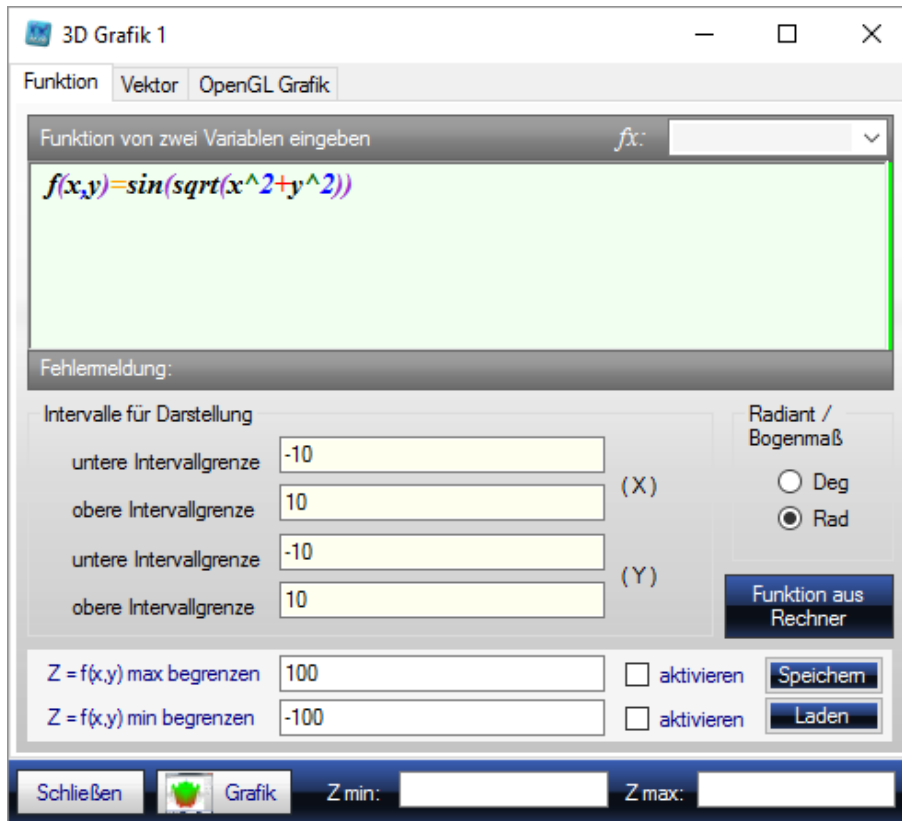 3D Grafik 1
Funktion Vektor OpenGL Grafik
Funktion von zwei Variablen eingeben fx:
f(x,y)=sin(sqrt(x^2+y^2))
Fehlermeldung:
Intervalle für Darstellung
Radiant /
Bogenmaß
untere Intervallgrenze -10
(X)
obere Intervallgrenze 10
Deg
Rad
untere Intervallgrenze -10
(Y)
obere Intervallgrenze 10
Funktion aus
Rechner
Z = f(x,y) max begrenzen 100 aktivieren Speichern
Z = f(x,y) min begrenzen -100 aktivieren Laden
Schließen Grafik Z min: Z max: